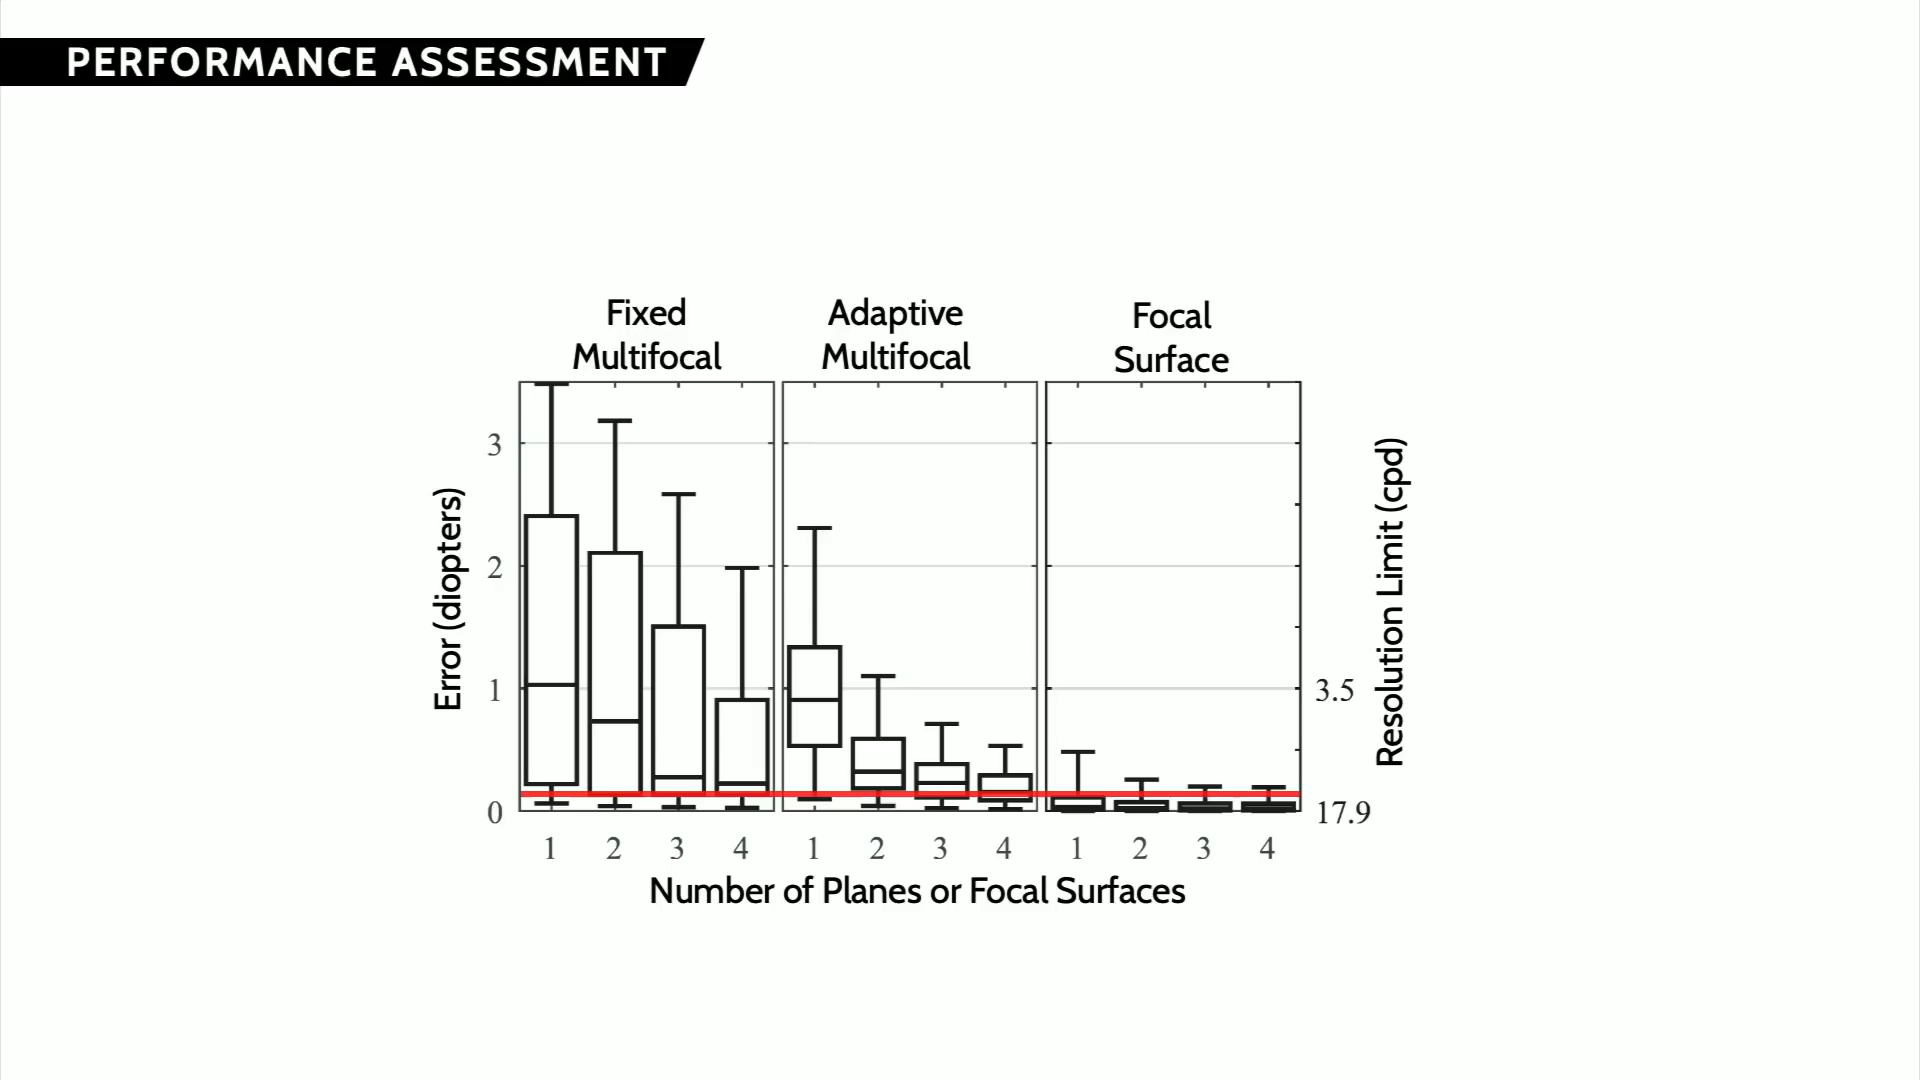 PERFORMANCE ASSESSMENT
Fixed
Multifocal
Adaptive
Multifocal
Focal
Surface
Error (diopters)
3
2
1
0
Resolution Limit (cpd)
3.5
17.9
1 2 3 4 1 2 3 4 1 2 3 4
Number of Planes or Focal Surfaces